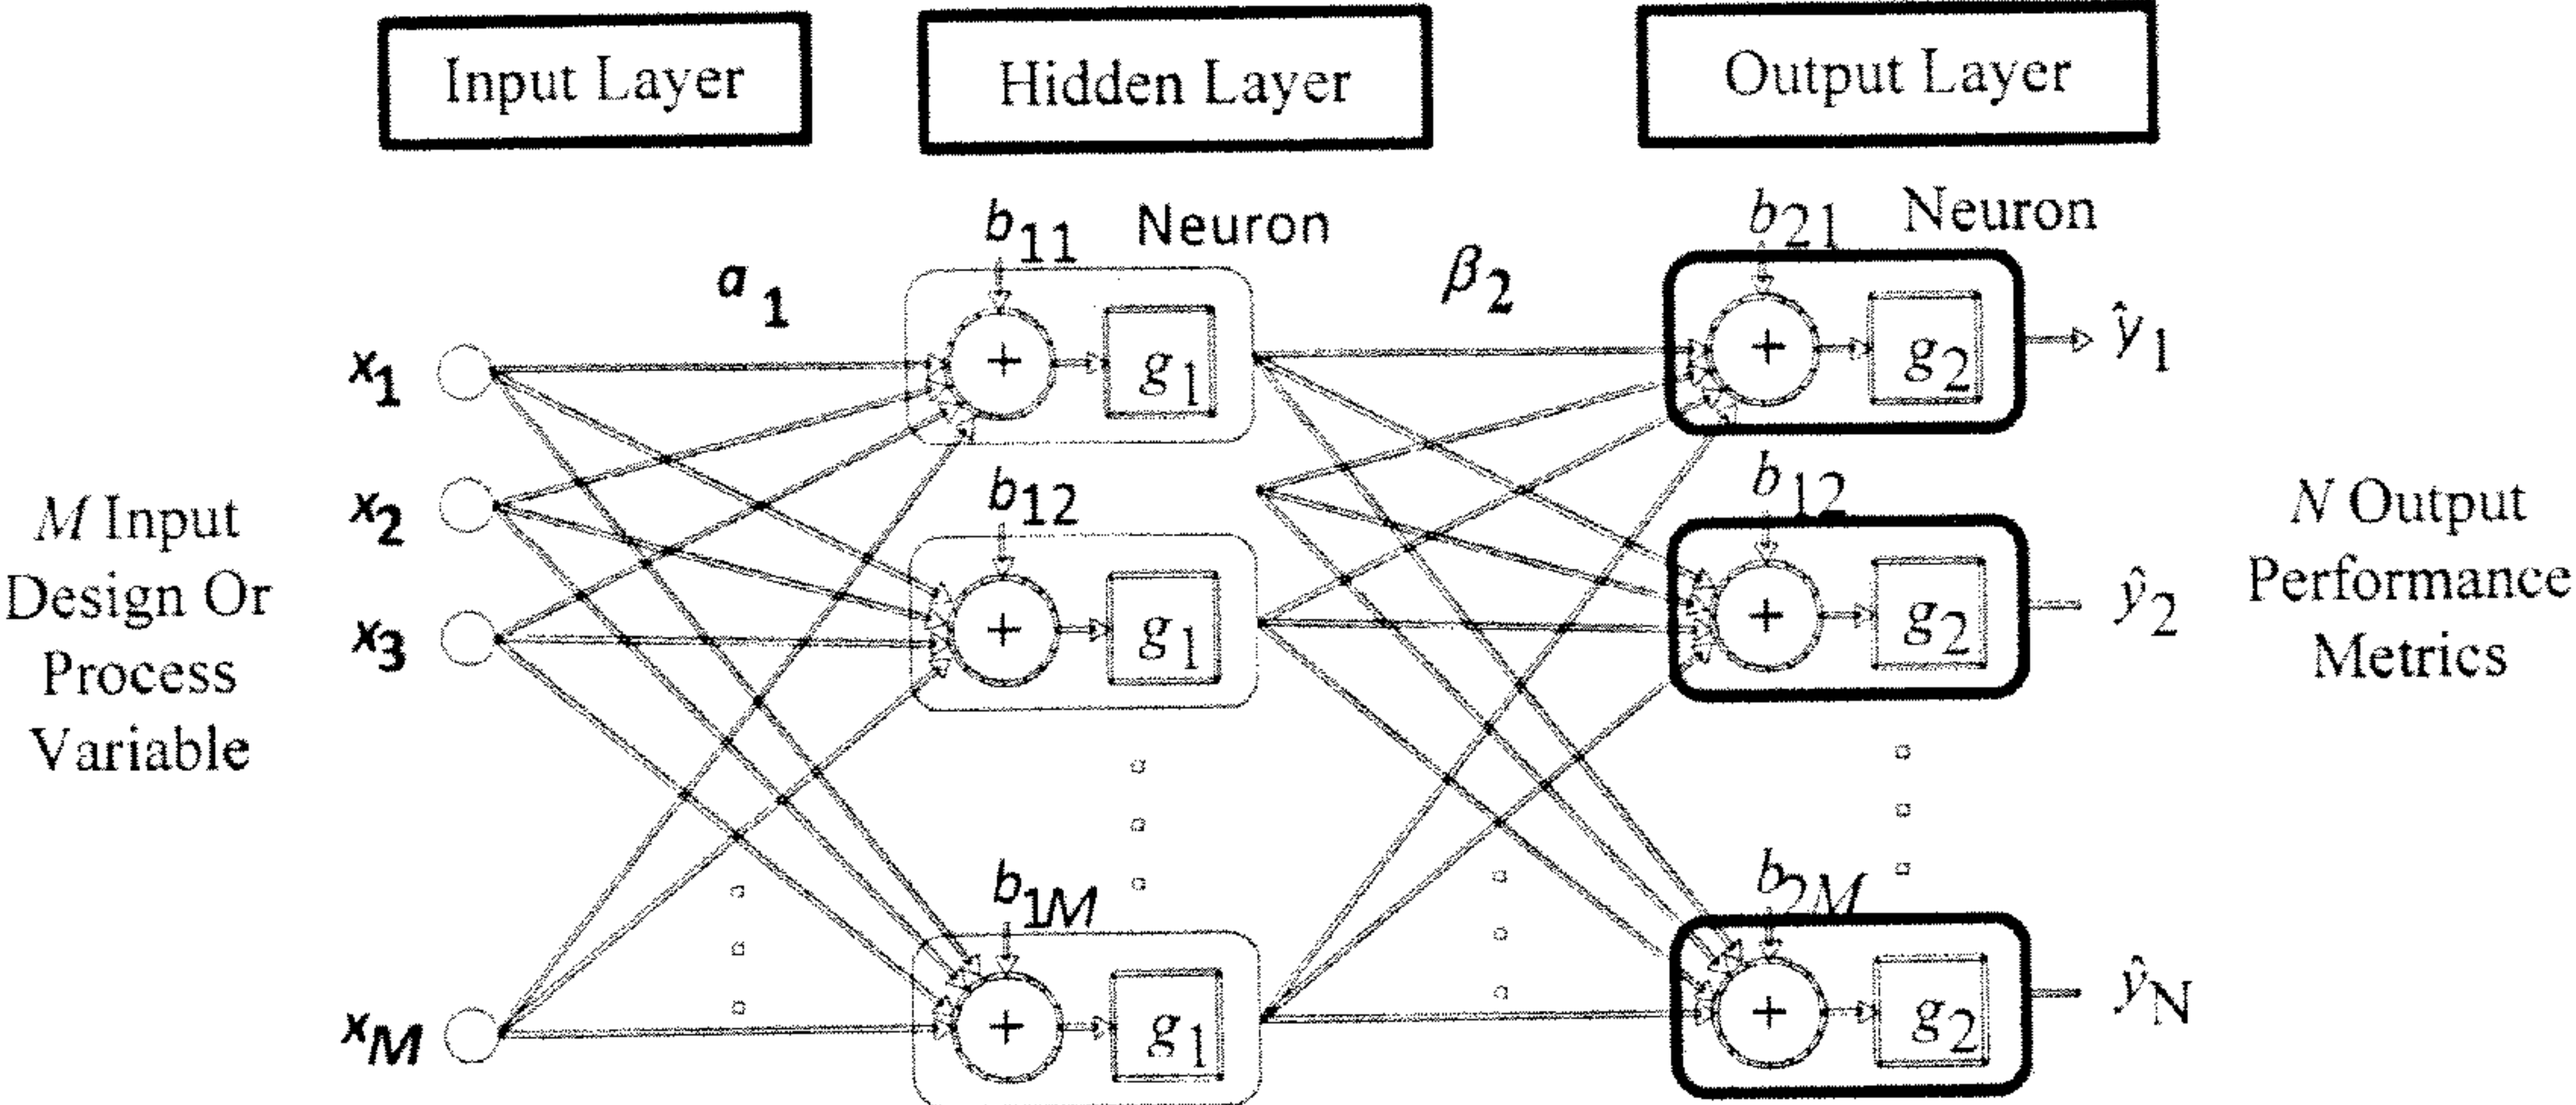 Input Layer
Hidden Layer
Output Layer
b11 Neuron
b21 Neuron
a1
β2
x1
+
g1
+
g2
ŷ1
x2
b12
b12
M Input
Design Or
Process
Variable
x3
+
g1
+
g2
ŷ2
N Output
Performance
Metrics
b1M
b2M
xM
+
g1
+
g2
ŷN